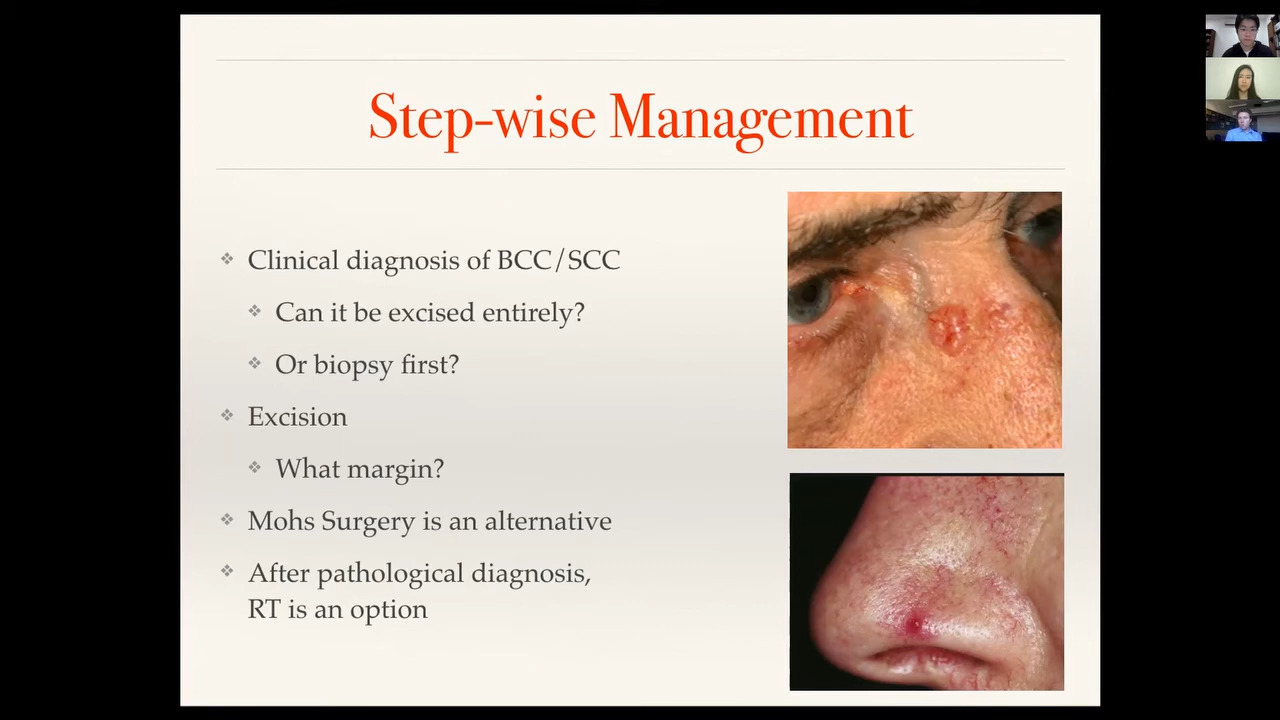 Step-wise Management
Clinical diagnosis of BCC/SCC
Can it be excised entirely?
Or biopsy first?
Excision
What margin?
Mohs Surgery is an alternative
After pathological diagnosis,
RT is an option